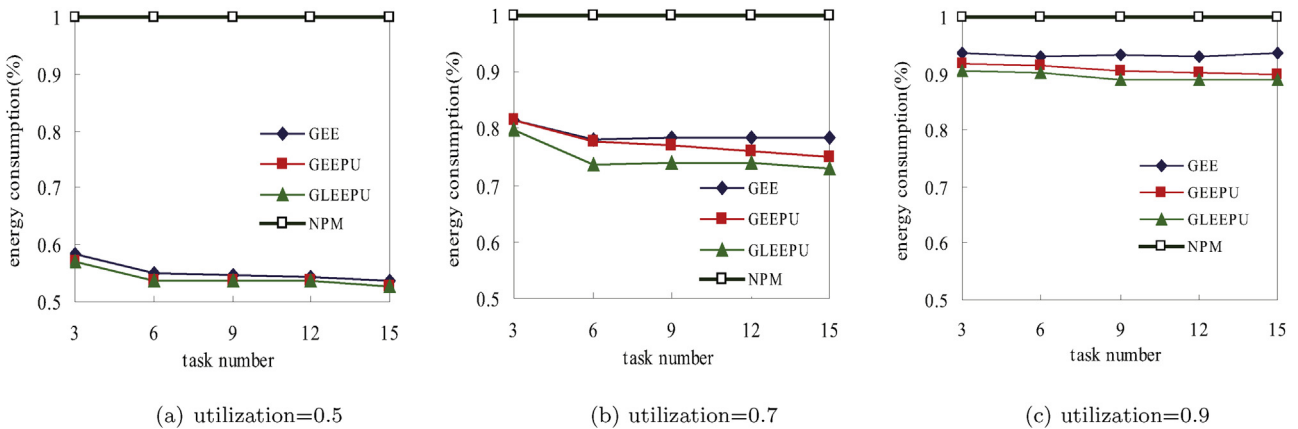 energy consumption(%)
1
0.9
0.8
0.7
0.6
0.5
GEE
GEEPU
GLEEPU
NPM
3 6 9 12 15
task number
(a) utilization=0.5
energy consumption(%)
1
0.9
0.8
0.7
0.6
0.5
GEE
GEEPU
GLEEPU
NPM
3 6 9 12 15
task number
(b) utilization=0.7
energy consumption(%)
1
0.9
0.8
0.7
0.6
0.5
GEE
GEEPU
GLEEPU
NPM
3 6 9 12 15
task number
(c) utilization=0.9